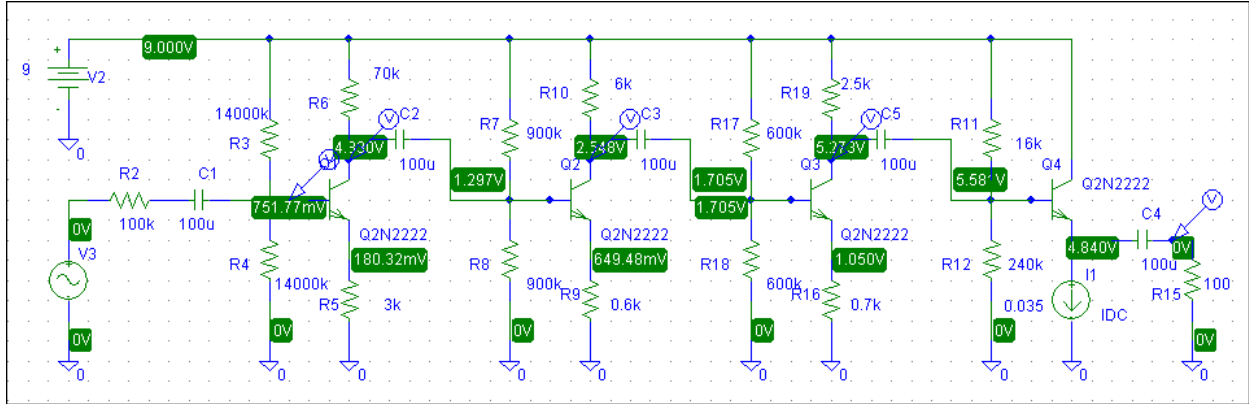 9.000V
9
V2
0
R2
100k
C1
100u
0V
V3
0V
0
14000k
R3
751.77mV
R4
14000k
0V
0
70k
R6
4.330V
C2
100u
Q2N2222
180.32mV
R5
3k
0
1.297V
R7
900k
R8
900k
0V
0
R10
6k
2.548V
C3
100u
Q2
Q2N2222
649.48mV
R9
0.6k
0
1.705V
1.705V
R17
600k
R18
600k
0V
0
R19
2.5k
5.273V
C5
100u
Q3
Q2N2222
1.050V
R16
0.7k
0
5.581V
R11
16k
R12
240k
0V
0
Q4
Q2N2222
4.840V
C4
100u
0V
I1
0.035
IDC
0
R15
100
0V
0